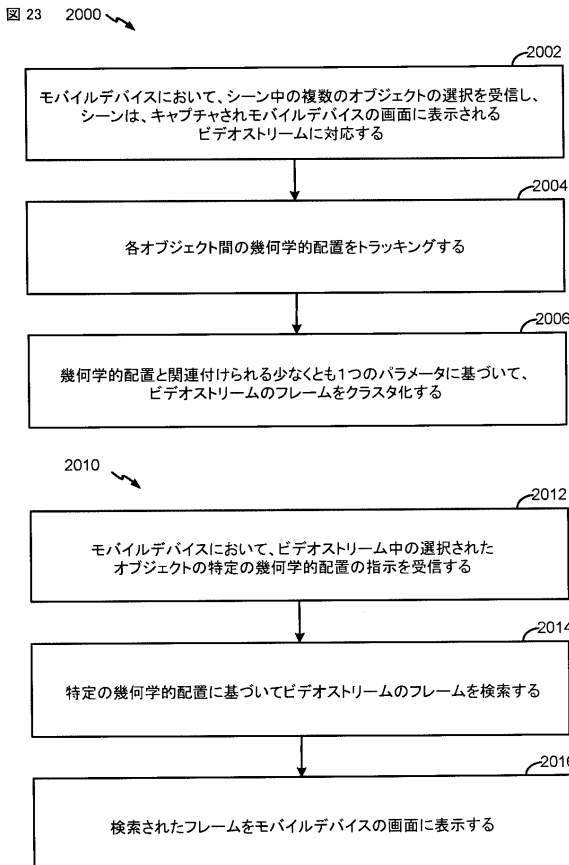 図 23 2000
2002
モバイルデバイスにおいて、シーン中の複数のオブジェクトの選択を受信し、
シーンは、キャプチャされモバイルデバイスの画面に表示される
ビデオストリームに対応する
2004
各オブジェクト間の幾何学的配置をトラッキングする
2006
幾何学的配置と関連付けられる少なくとも1つのパラメータに基づいて、
ビデオストリームのフレームをクラスタ化する
2010
2012
モバイルデバイスにおいて、ビデオストリーム中の選択された
オブジェクトの特定の幾何学的配置の指示を受信する
2014
特定の幾何学的配置に基づいてビデオストリームのフレームを検索する
2016
検索されたフレームをモバイルデバイスの画面に表示する